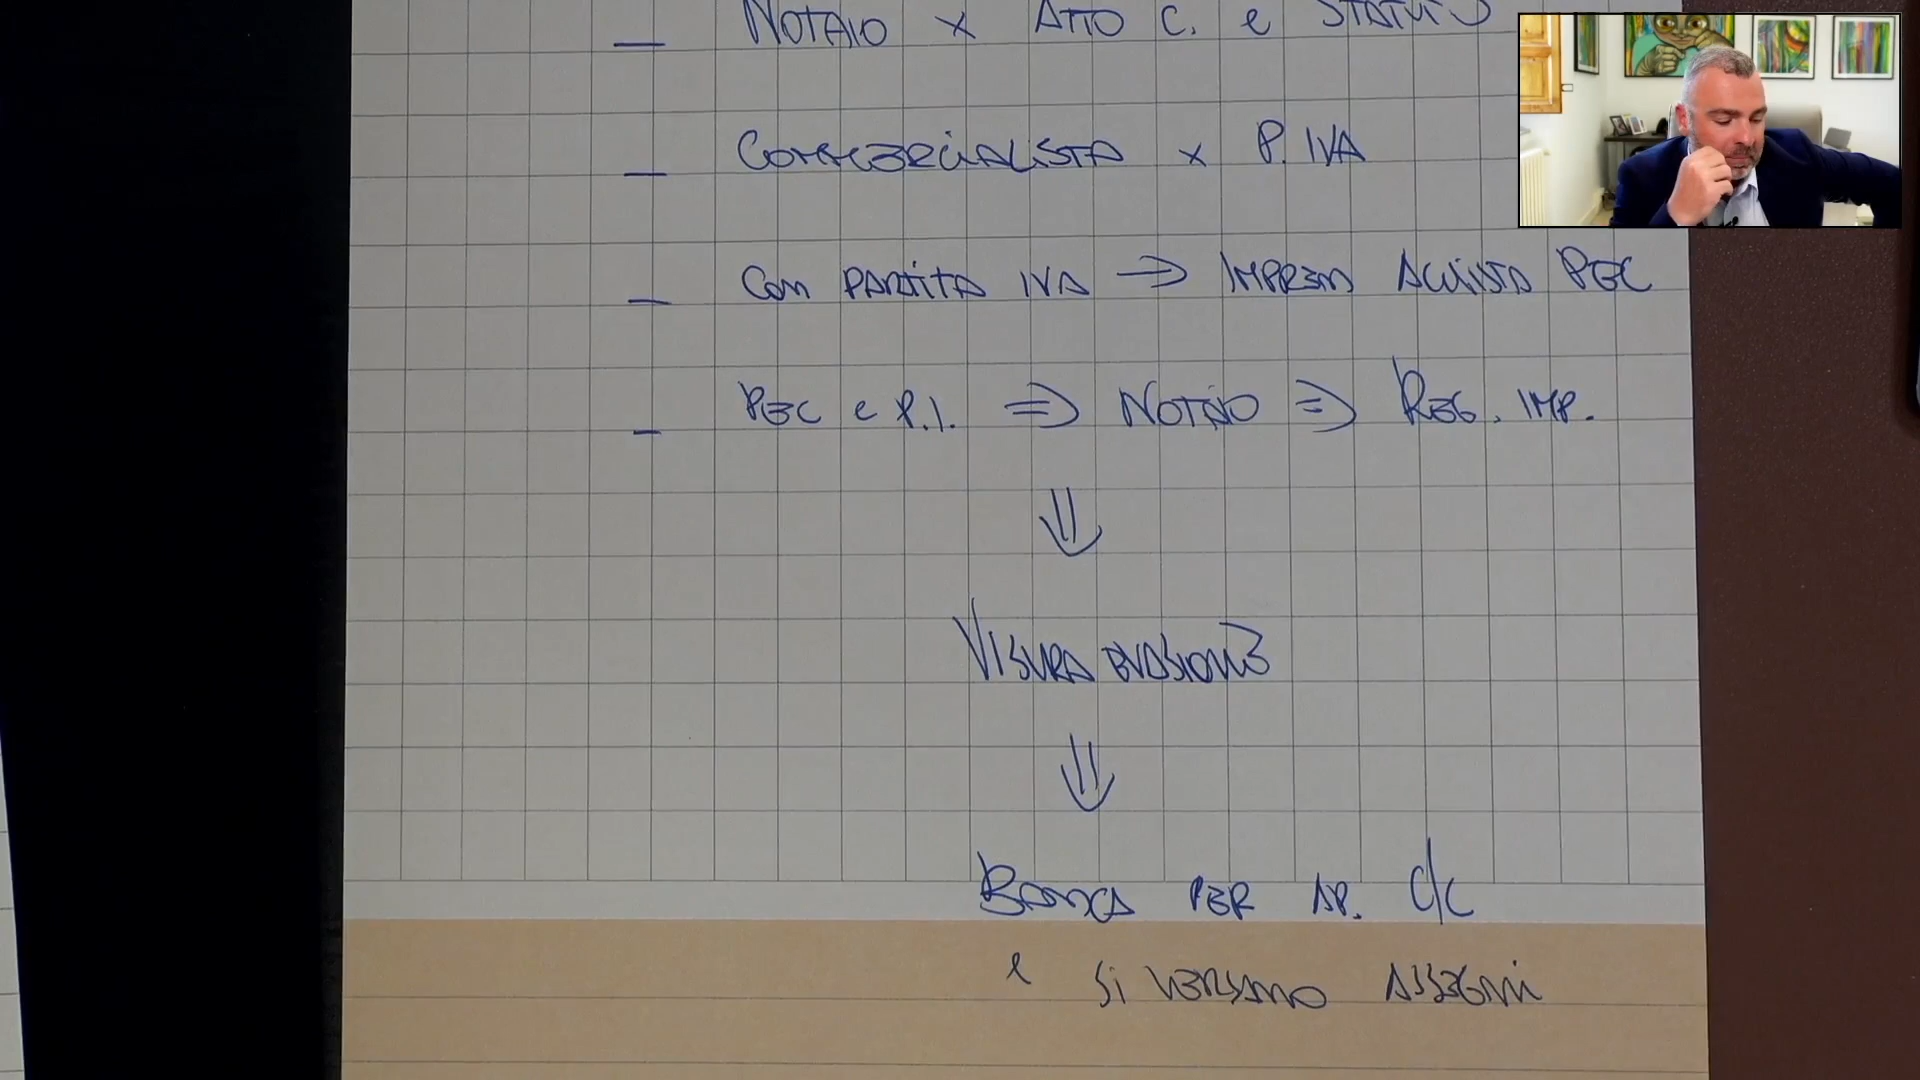 — NOTAIO x ATTO C. e STATUTO
— COMMERCIALISTA x P. IVA
— Con PARTITA IVA ⇒ IMPRESA ACQUISTA PEC
— PEC e P.I. ⇒ NOTAIO ⇒ REG. IMP.
⇓
VISURA EVASIONE
⇓
BANCA PER AP. C/C
e si VERSANO ASSEGNI